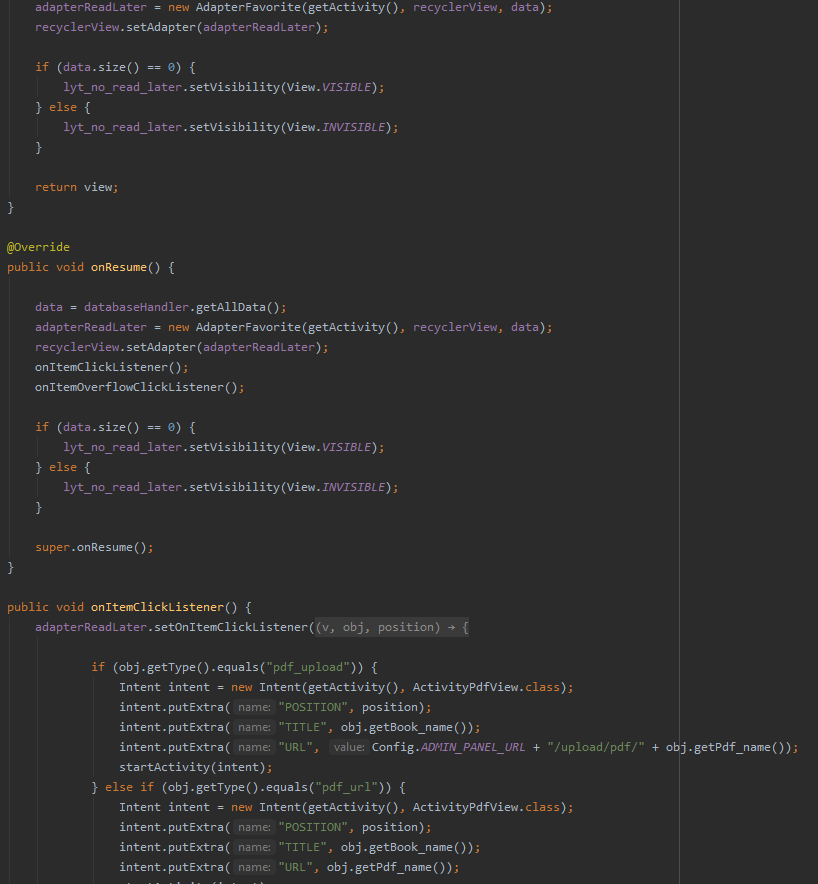 adapterReadLater = new AdapterFavorite(getActivity(), recyclerView, data);
recyclerView.setAdapter(adapterReadLater);
if (data.size() == 0) {
lyt_no_read_later.setVisibility(View.VISIBLE);
} else {
lyt_no_read_later.setVisibility(View.INVISIBLE);
}
return view;
}
@Override
public void onResume() {
data = databaseHandler.getAllData();
adapterReadLater = new AdapterFavorite(getActivity(), recyclerView, data);
recyclerView.setAdapter(adapterReadLater);
onItemClickListener();
onItemOverflowClickListener();
if (data.size() == 0) {
lyt_no_read_later.setVisibility(View.VISIBLE);
} else {
lyt_no_read_later.setVisibility(View.INVISIBLE);
}
super.onResume();
}
public void onItemClickListener() {
adapterReadLater.setOnItemClickListener((v, obj, position) → {
if (obj.getType().equals("pdf_upload")) {
Intent intent = new Intent(getActivity(), ActivityPdfView.class);
intent.putExtra( name: "POSITION", position);
intent.putExtra( name: "TITLE", obj.getBook_name());
intent.putExtra( name: "URL", value: Config.ADMIN_PANEL_URL + "/upload/pdf/" + obj.getPdf_name());
startActivity(intent);
} else if (obj.getType().equals("pdf_url")) {
Intent intent = new Intent(getActivity(), ActivityPdfView.class);
intent.putExtra( name: "POSITION", position);
intent.putExtra( name: "TITLE", obj.getBook_name());
intent.putExtra( name: "URL", obj.getPdf_name());